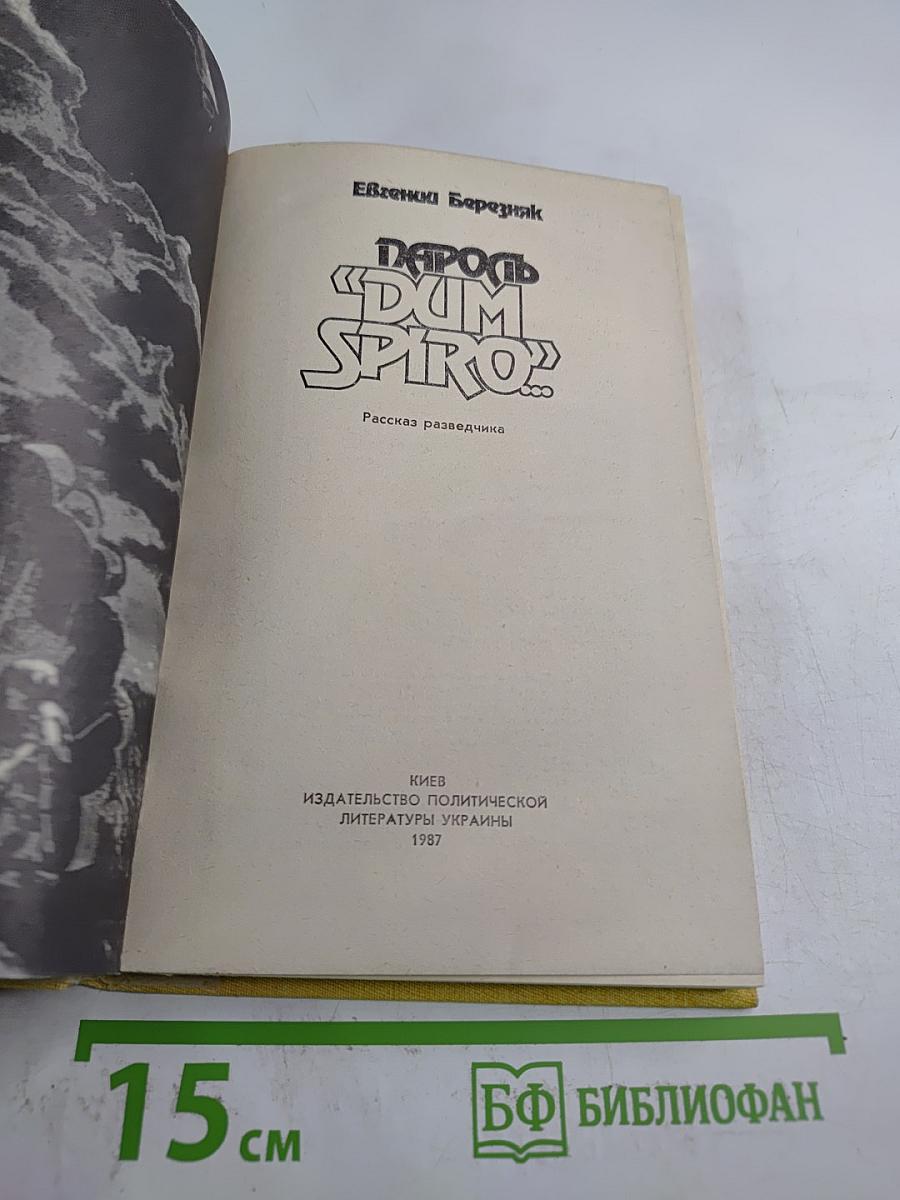 Евгений Березняк
ПАРОЛЬ
“DUM
SPIRO”...
Рассказ разведчика
КИЕВ
ИЗДАТЕЛЬСТВО ПОЛИТИЧЕСКОЙ
ЛИТЕРАТУРЫ УКРАИНЫ
1987
15 см
БФ БИБЛИОФАН